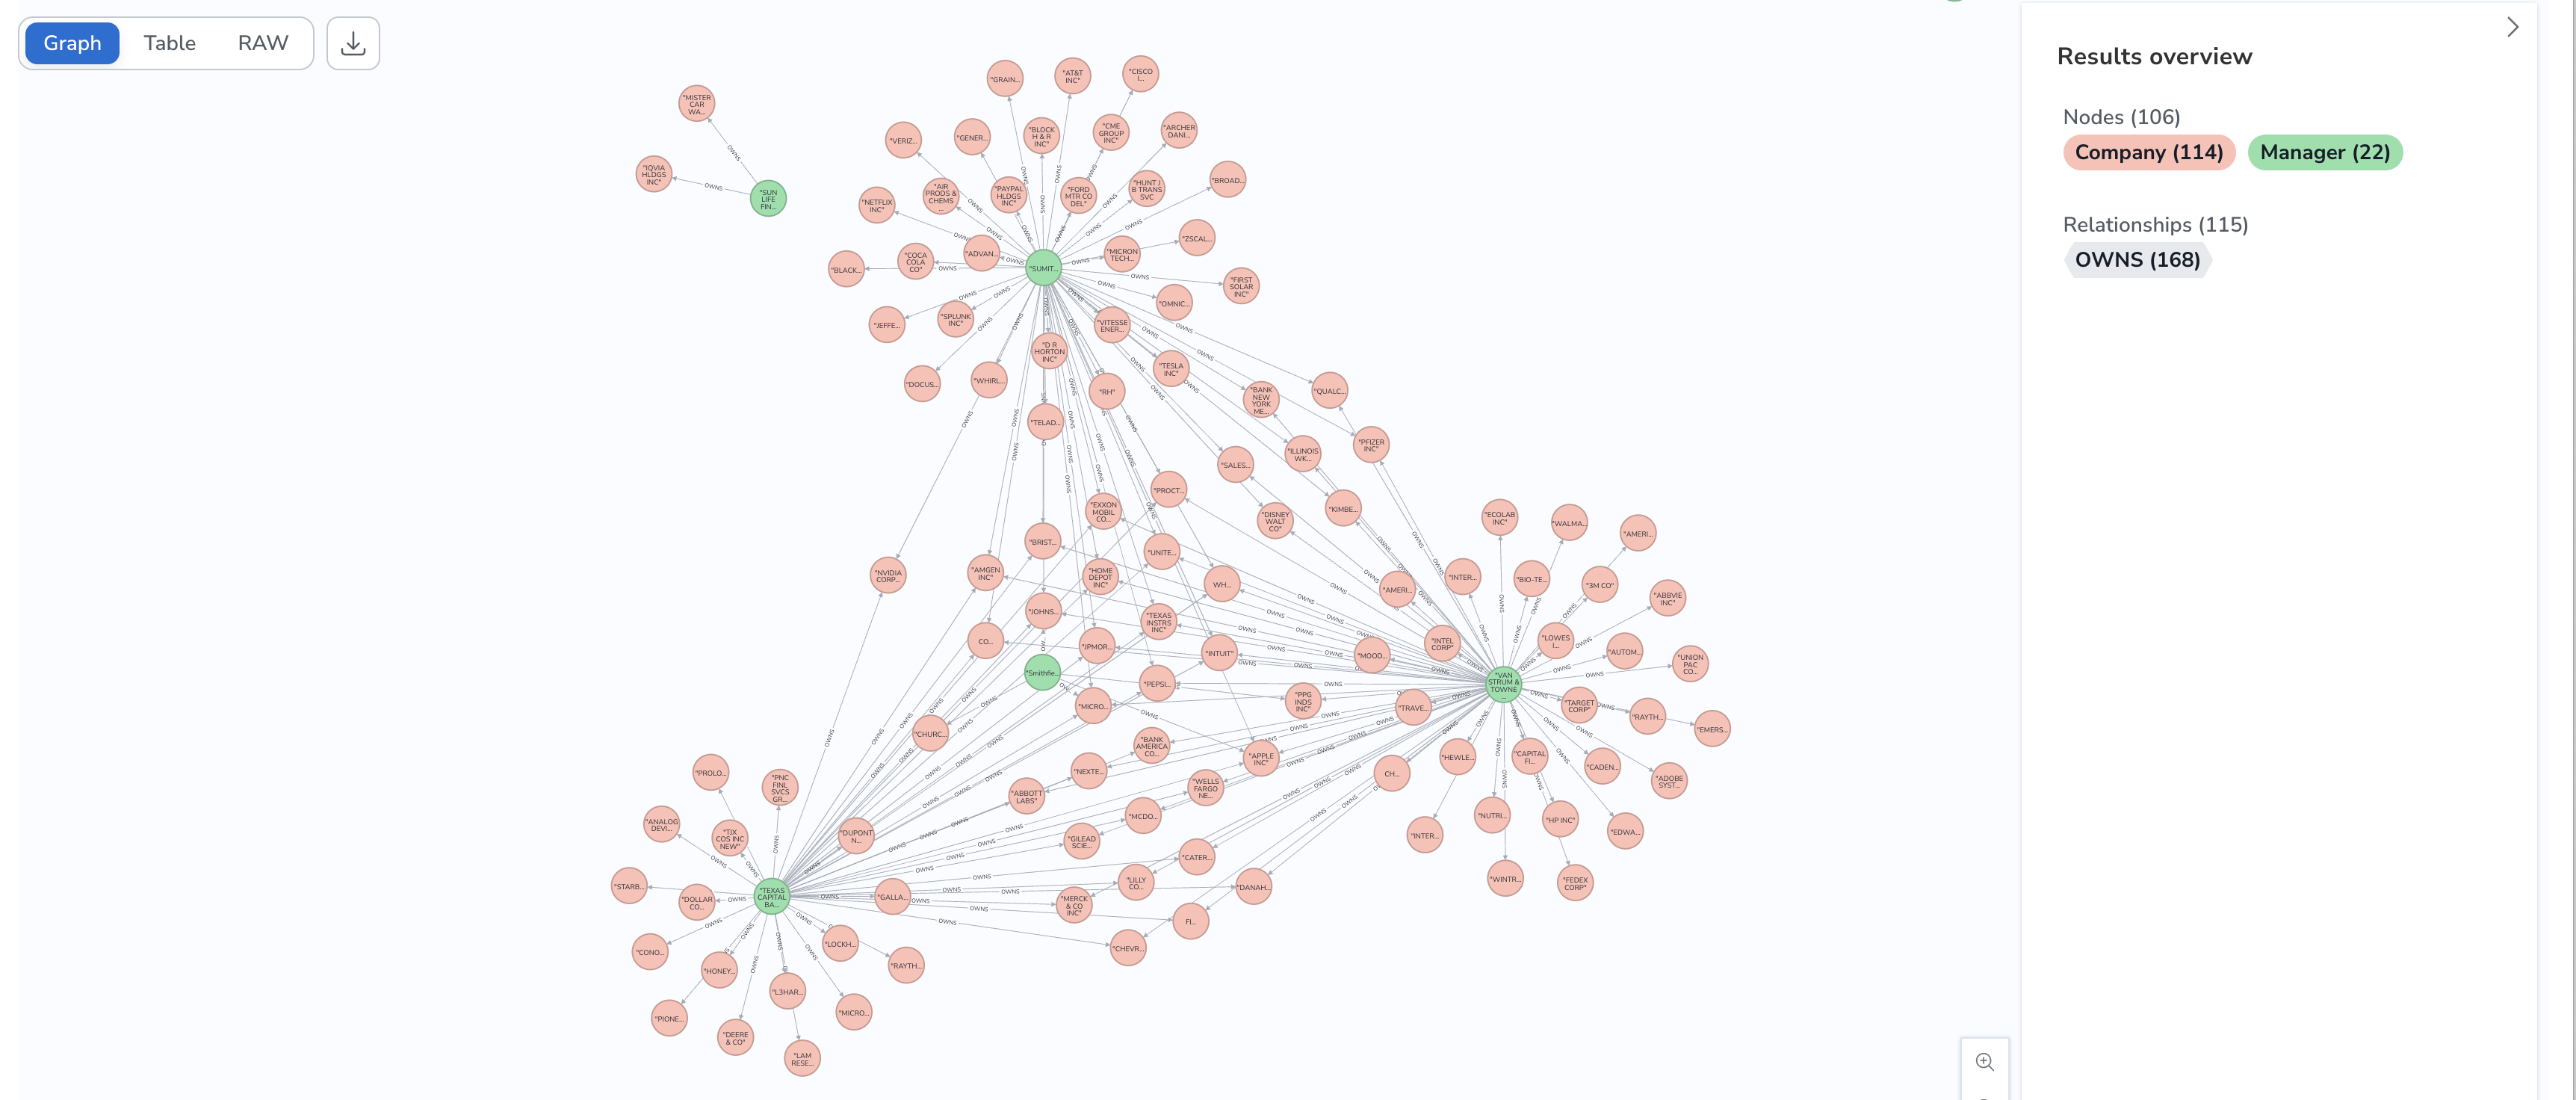 Graph
Table
RAW
Results overview
Nodes (106)
Company (114)
Manager (22)
Relationships (115)
OWNS (168)
"MISTER
CAR
WA...
"IQVIA
HLDGS
INC"
"SUN
LIFE
FIN...
OWNS
OWNS
"GRAIN...
"AT&T
INC"
"CISCO
I...
"VERIZ...
"GENER...
"BLOCK
H & R
INC"
"CME
GROUP
INC"
"ARCHER
DANI...
"NETFLIX
INC"
"AIR
PRODS &
CHEMS
...
"PAYPAL
HLDGS
INC"
"FORD
MTR CO
DEL"
"HUNT J
B TRANS
SVC
"BROAD...
"BLACK...
"COCA
COLA
CO"
"ADVAN...
"SUMIT...
"MICRON
TECH...
"ZSCAL...
"FIRST
SOLAR
INC"
"OMNIC...
"JEFFE...
"SPLUNK
INC"
"VITESSE
ENER...
"D R
HORTON
INC"
"DOCUS...
"WHIRL...
"RH"
"TESLA
INC"
"TELAD...
"BANK
NEW
YORK
ME...
"QUALC...
"PFIZER
INC"
"ILLINOIS
WK...
"SALES...
"PROCT...
"KIMBE...
"DISNEY
WALT
CO"
"EXXON
MOBIL
CO...
"BRIST...
"UNITE...
"NVIDIA
CORP...
"AMGEN
INC"
"HOME
DEPOT
INC"
WH...
"JOHNS...
"TEXAS
INSTRS
INC"
CO...
"JPMOR...
"INTUIT"
"Smithfie...
"PEPSI...
"MICRO...
"CHURC...
"ECOLAB
INC"
"WALMA...
"AMERI...
"INTER...
"BIO-TE...
"3M CO"
"AMERI...
"ABBVIE
INC"
"INTEL
CORP"
"LOWES
I...
"MOOD...
"AUTOM...
"UNION
PAC
CO...
"VAN
STRUM &
TOWNE
...
"PPG
INDS
INC"
"TRAVE...
"TARGET
CORP"
"RAYTH...
"EMERS...
"BANK
AMERICA
CO...
"APPLE
INC"
"NEXTE...
"ABBOTT
LABS"
"WELLS
FARGO
NE...
CH...
"HEWLE...
"CAPITAL
FI...
"CADEN...
"ADOBE
SYST...
"MCDO...
"INTER...
"NUTRI...
"HP INC"
"EDWA...
"GILEAD
SCIE...
"CATER...
"WINTR...
"FEDEX
CORP"
"LILLY
CO...
"DANAH...
"MERCK
& CO
INC"
FI...
"CHEVR...
"PROLO...
"PNC
FINL
SVCS
GR...
"ANALOG
DEVI...
"TJX
COS INC
NEW"
"DUPONT
N...
"STARB...
"DOLLAR
CO...
"TEXAS
CAPITAL
BA...
"GALLA...
"CONO...
"HONEY...
"LOCKH...
"RAYTH...
"L3HAR...
"PIONE...
"MICRO...
"DEERE
& CO"
"LAM
RESE...